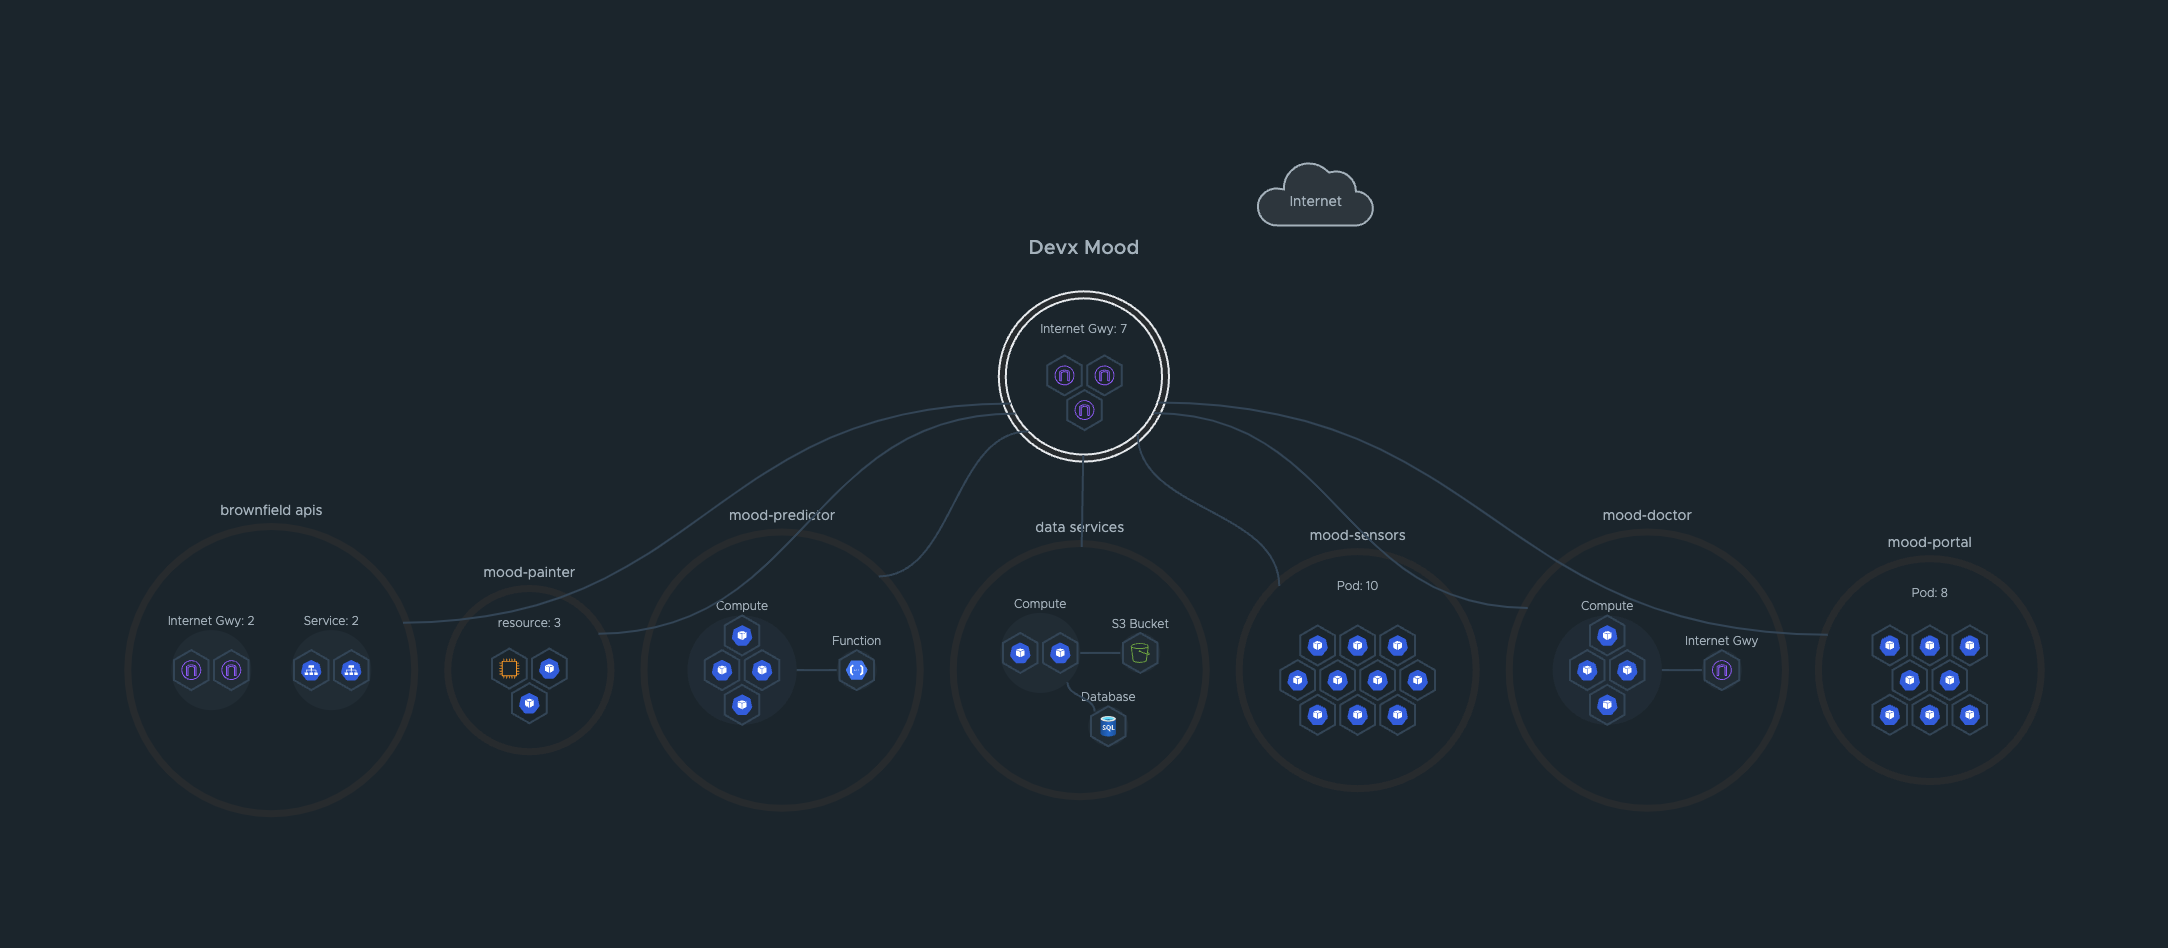 Internet
Devx Mood
Internet Gwy: 7
brownfield apis
Internet Gwy: 2
Service: 2
mood-painter
resource: 3
mood-predictor
Compute
Function
data services
Compute
S3 Bucket
Database
SQL
mood-sensors
Pod: 10
mood-doctor
Compute
Internet Gwy
mood-portal
Pod: 8